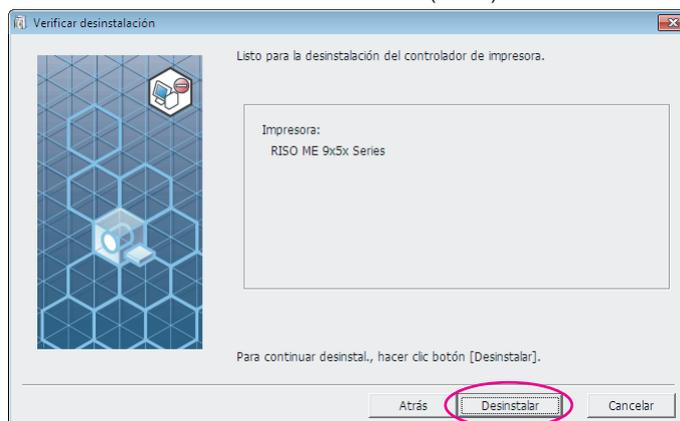 Verificar desinstalación
Listo para la desinstalación del controlador de impresora.
Impresora:
RISO ME 9x5x Series
Para continuar desinstal., hacer clic botón [Desinstalar].
Atrás
Desinstalar
Cancelar